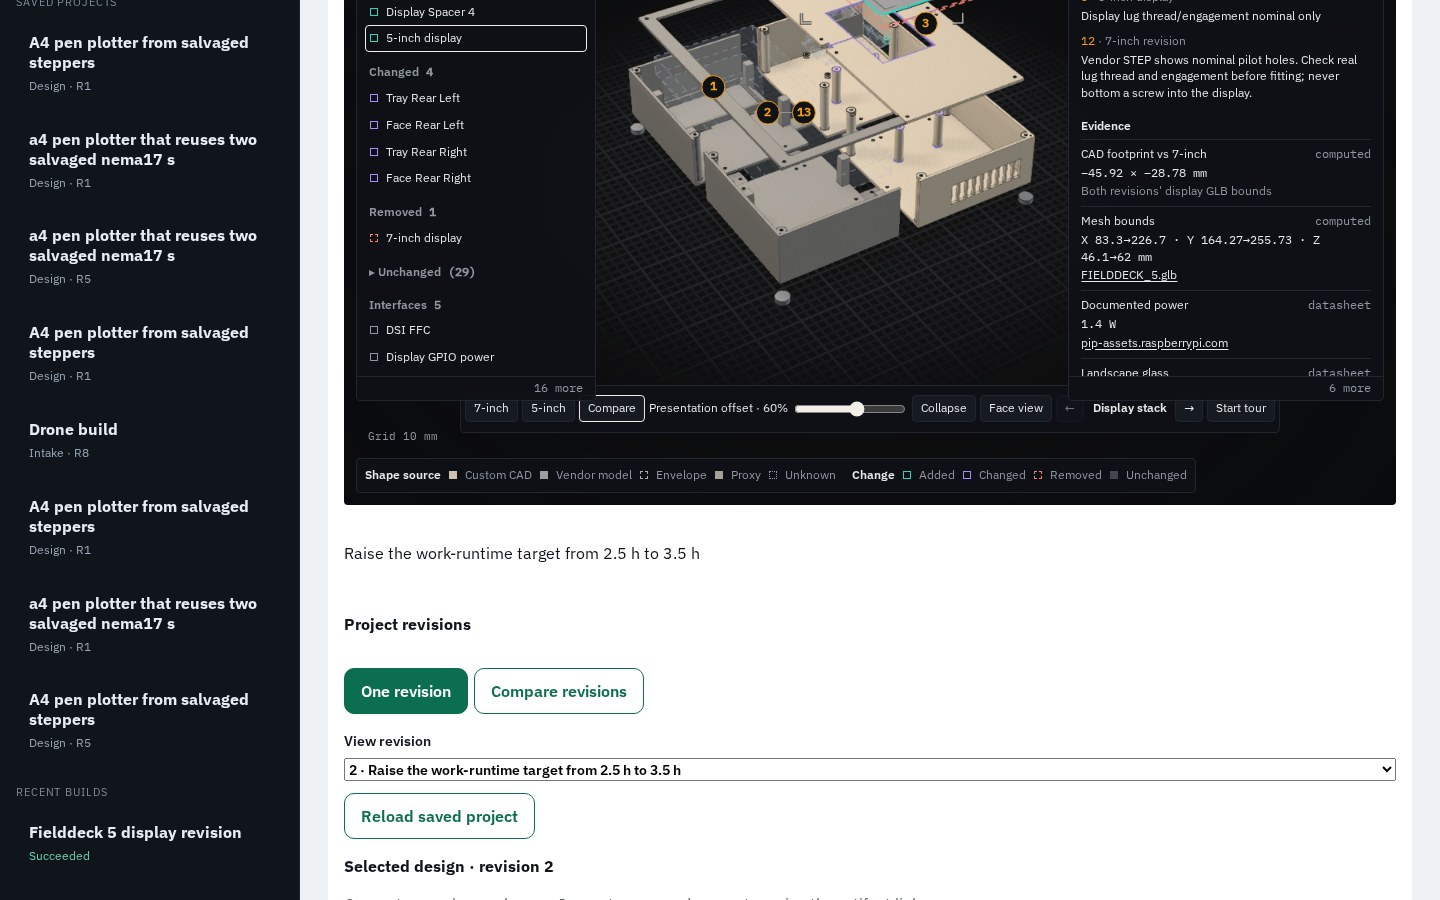 SAVED PROJECTS
A4 pen plotter from salvaged
steppers
Design · R1
a4 pen plotter that reuses two
salvaged nema17 s
Design · R1
a4 pen plotter that reuses two
salvaged nema17 s
Design · R5
A4 pen plotter from salvaged
steppers
Design · R1
Drone build
Intake · R8
A4 pen plotter from salvaged
steppers
Design · R1
a4 pen plotter that reuses two
salvaged nema17 s
Design · R1
A4 pen plotter from salvaged
steppers
Design · R5
RECENT BUILDS
Fielddeck 5 display revision
Succeeded
Display Spacer 4
5-inch display
Changed 4
Tray Rear Left
Face Rear Left
Tray Rear Right
Face Rear Right
Removed 1
7-inch display
▸ Unchanged (29)
Interfaces 5
DSI FFC
Display GPIO power
16 more
1
2
13
3
Display lug thread/engagement nominal only
12 · 7-inch revision
Vendor STEP shows nominal pilot holes. Check real
lug thread and engagement before fitting; never
bottom a screw into the display.
Evidence
CAD footprint vs 7-inch computed
−45.92 × −28.78 mm
Both revisions' display GLB bounds
Mesh bounds computed
X 83.3→226.7 · Y 164.27→255.73 · Z
46.1→62 mm
FIELDDECK_5.glb
Documented power datasheet
1.4 W
pip-assets.raspberrypi.com
Landscape glass datasheet
6 more
7-inch 5-inch Compare Presentation offset · 60% Collapse Face view ← Display stack → Start tour
Grid 10 mm
Shape source Custom CAD Vendor model Envelope Proxy Unknown Change Added Changed Removed Unchanged
Raise the work-runtime target from 2.5 h to 3.5 h
Project revisions
One revision Compare revisions
View revision
2 · Raise the work-runtime target from 2.5 h to 3.5 h
Reload saved project
Selected design · revision 2